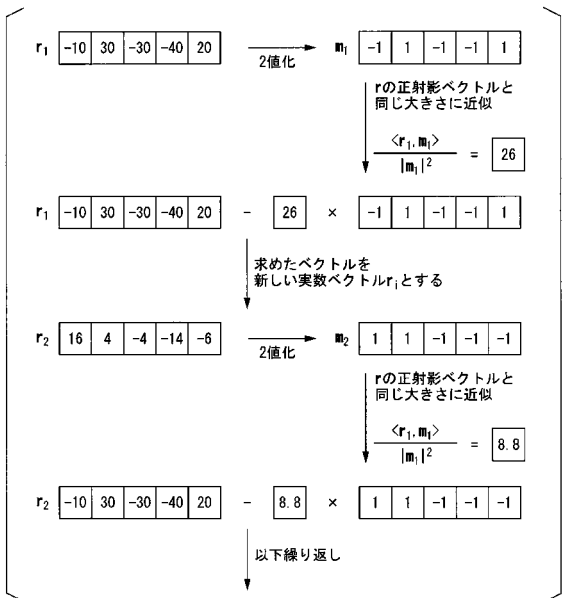 r1 -10 30 -30 -40 20 2値化 m1 -1 1 -1 -1 1
rの正射影ベクトルと
同じ大きさに近似
<r1, m1>
|m1|2 = 26
r1 -10 30 -30 -40 20 - 26 × -1 1 -1 -1 1
求めたベクトルを
新しい実数ベクトルriとする
r2 16 4 -4 -14 -6 2値化 m2 1 1 -1 -1 -1
rの正射影ベクトルと
同じ大きさに近似
<r1, m1>
|m1|2 = 8.8
r2 -10 30 -30 -40 20 - 8.8 × 1 1 -1 -1 -1
以下繰り返し